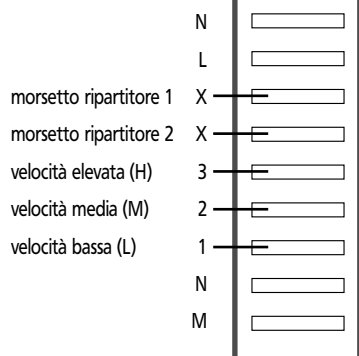 N
L
morsetto ripartitore 1 X
morsetto ripartitore 2 X
velocità elevata (H) 3
velocità media (M) 2
velocità bassa (L) 1
N
M